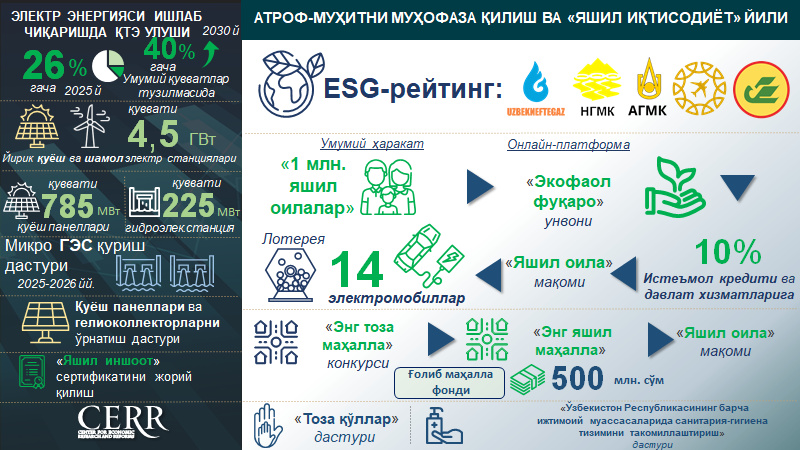 ЭЛЕКТР ЭНЕРГИЯСИ ИШЛАБ
ЧИҚАРИШДА ҚТЭ УЛУШИ
2030 й
26%
гача
2025 й
40%
гача
Умумий қувватлар
тузилмасида
қуввати
4,5 ГВт
Йирик қуёш ва шамол электр станциялари
қуввати
785 МВт
қуёш панеллари
қуввати
225 МВт
гидроэлекстанция
Микро ГЭС қуриш
дастури
2025-2026 йй.
Қуёш панеллари ва
гелиоколлекторларни
ўрнатиш дастури
«Яшил иншоот»
сертификатини жорий
қилиш
CERR
CENTER FOR ECONOMIC
RESEARCH AND REFORMS
АТРОФ-МУҲИТНИ МУҲОФАЗА ҚИЛИШ ВА «ЯШИЛ ИҚТИСОДИЁТ» ЙИЛИ
ESG-рейтинг:
UZBEKNEFTEGAZ
НГМК
АГМК
Умумий ҳаракат
«1 млн.
яшил
оилалар»
Онлайн-платформа
«Экофаол
фуқаро»
унвони
Лотерея
14
электромобиллар
«Яшил оила»
мақоми
10%
Истеъмол кредити ва
давлат хизматларига
«Энг тоза
маҳалла»
конкурси
«Энг яшил
маҳалла»
«Яшил оила»
мақоми
Ғолиб маҳалла
фонди
500 млн. сўм
«Тоза қўллар»
дастури
«Ўзбекистон Республикасининг барча
ижтимоий муассасаларида санитария-гигиена
тизимини такомиллаштириш»
дастури